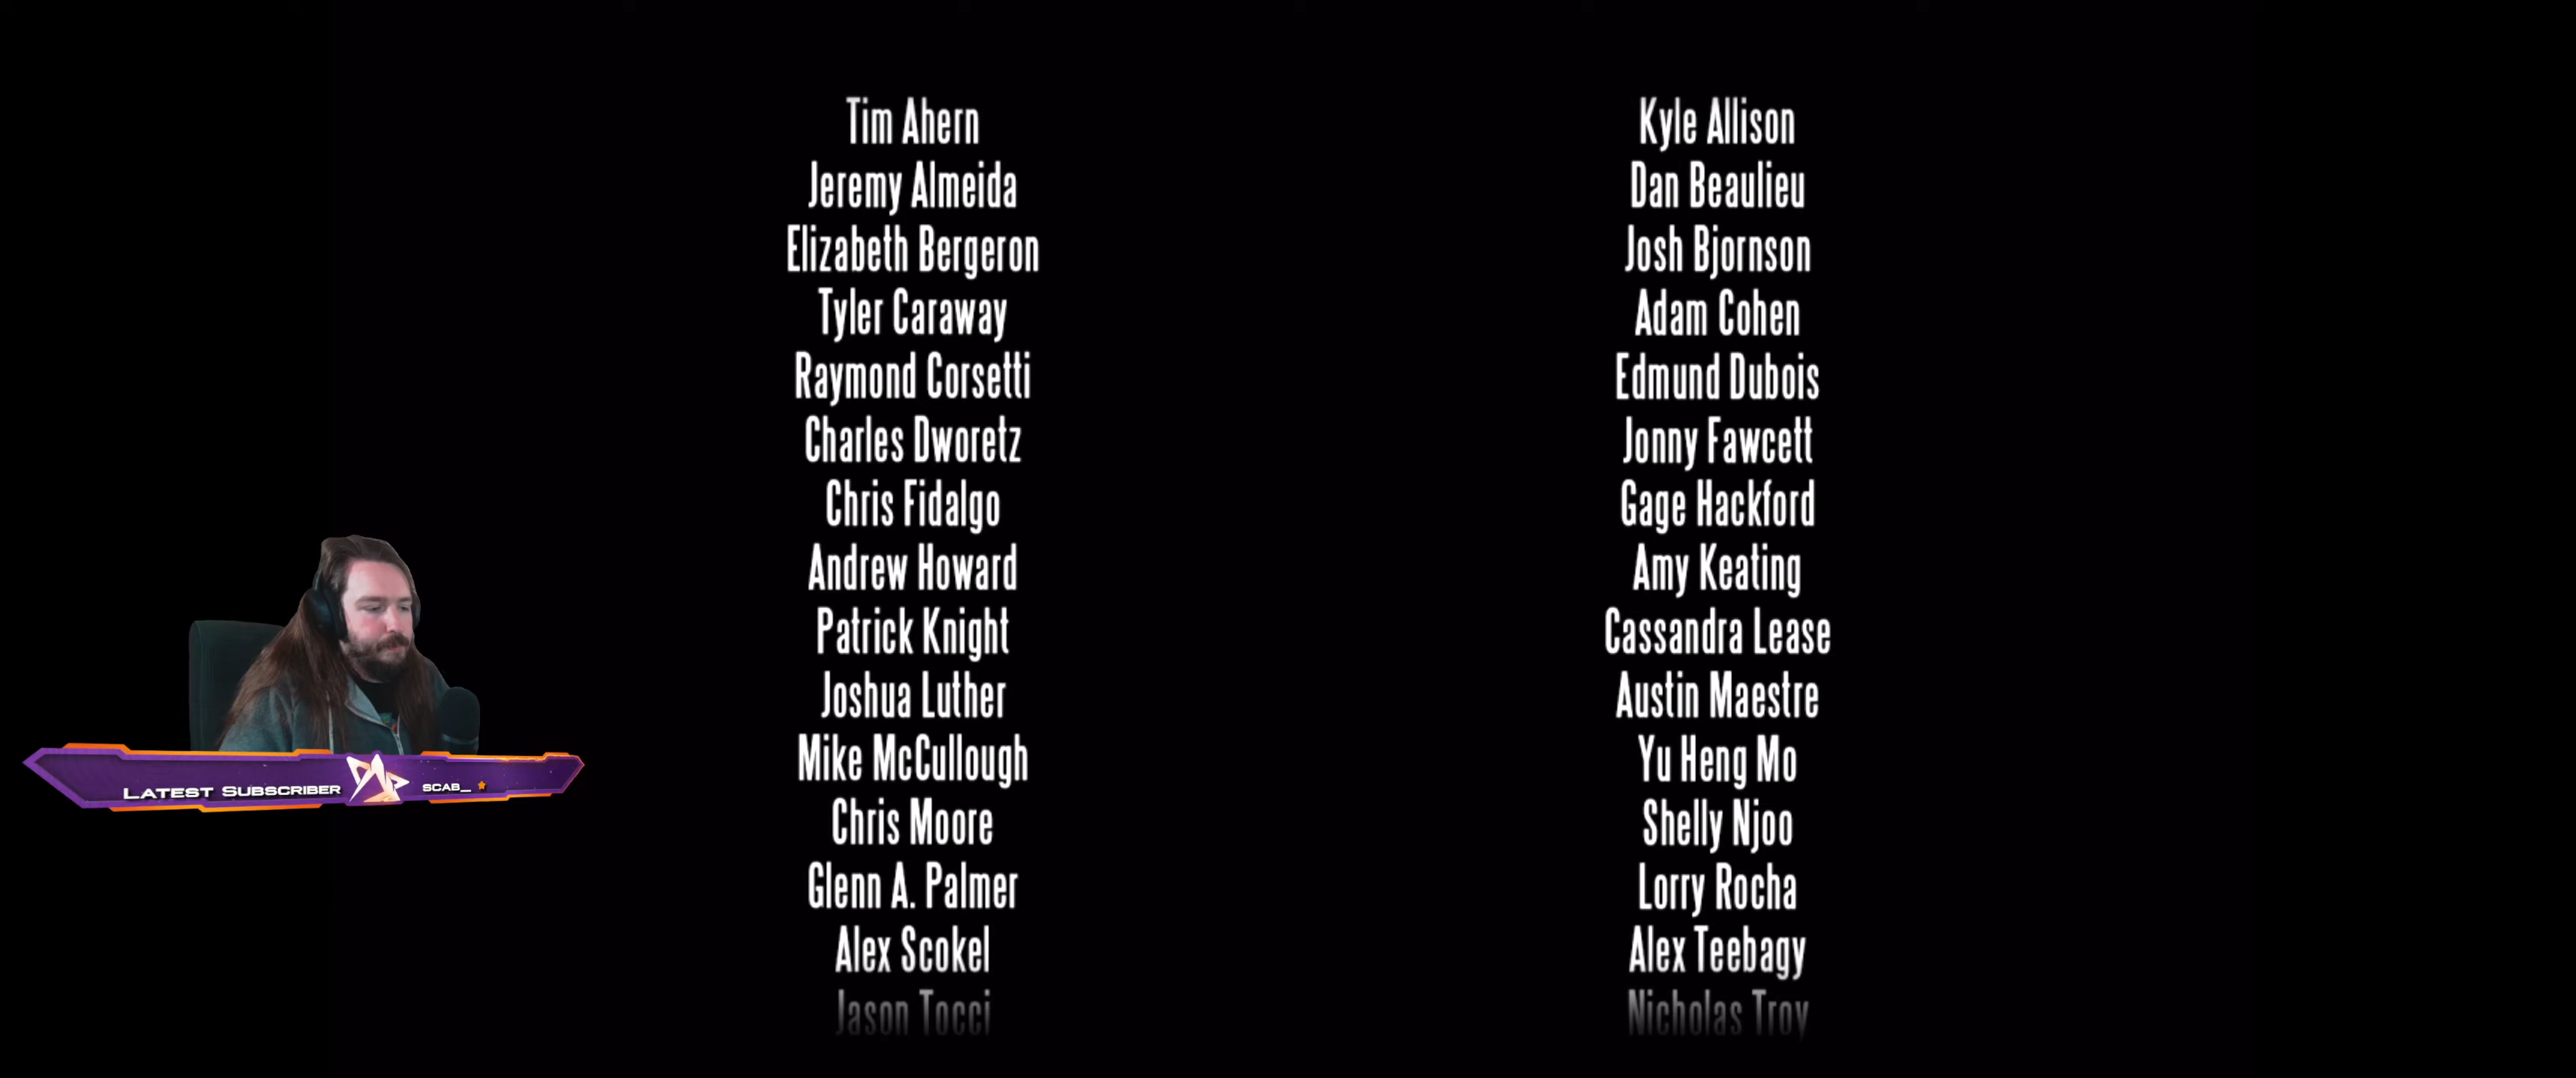 Tim Ahern
Kyle Allison
Jeremy Almeida
Dan Beaulieu
Elizabeth Bergeron
Josh Bjornson
Tyler Caraway
Adam Cohen
Raymond Corsetti
Edmund Dubois
Charles Dworetz
Jonny Fawcett
Chris Fidalgo
Gage Hackford
Andrew Howard
Amy Keating
Patrick Knight
Cassandra Lease
Joshua Luther
Austin Maestre
Mike McCullough
Yu Heng Mo
Chris Moore
Shelly Njoo
Glenn A. Palmer
Lorry Rocha
Alex Scokel
Alex Teebagy
Jason Tocci
Nicholas Troy
Latest Subscriber
scab_